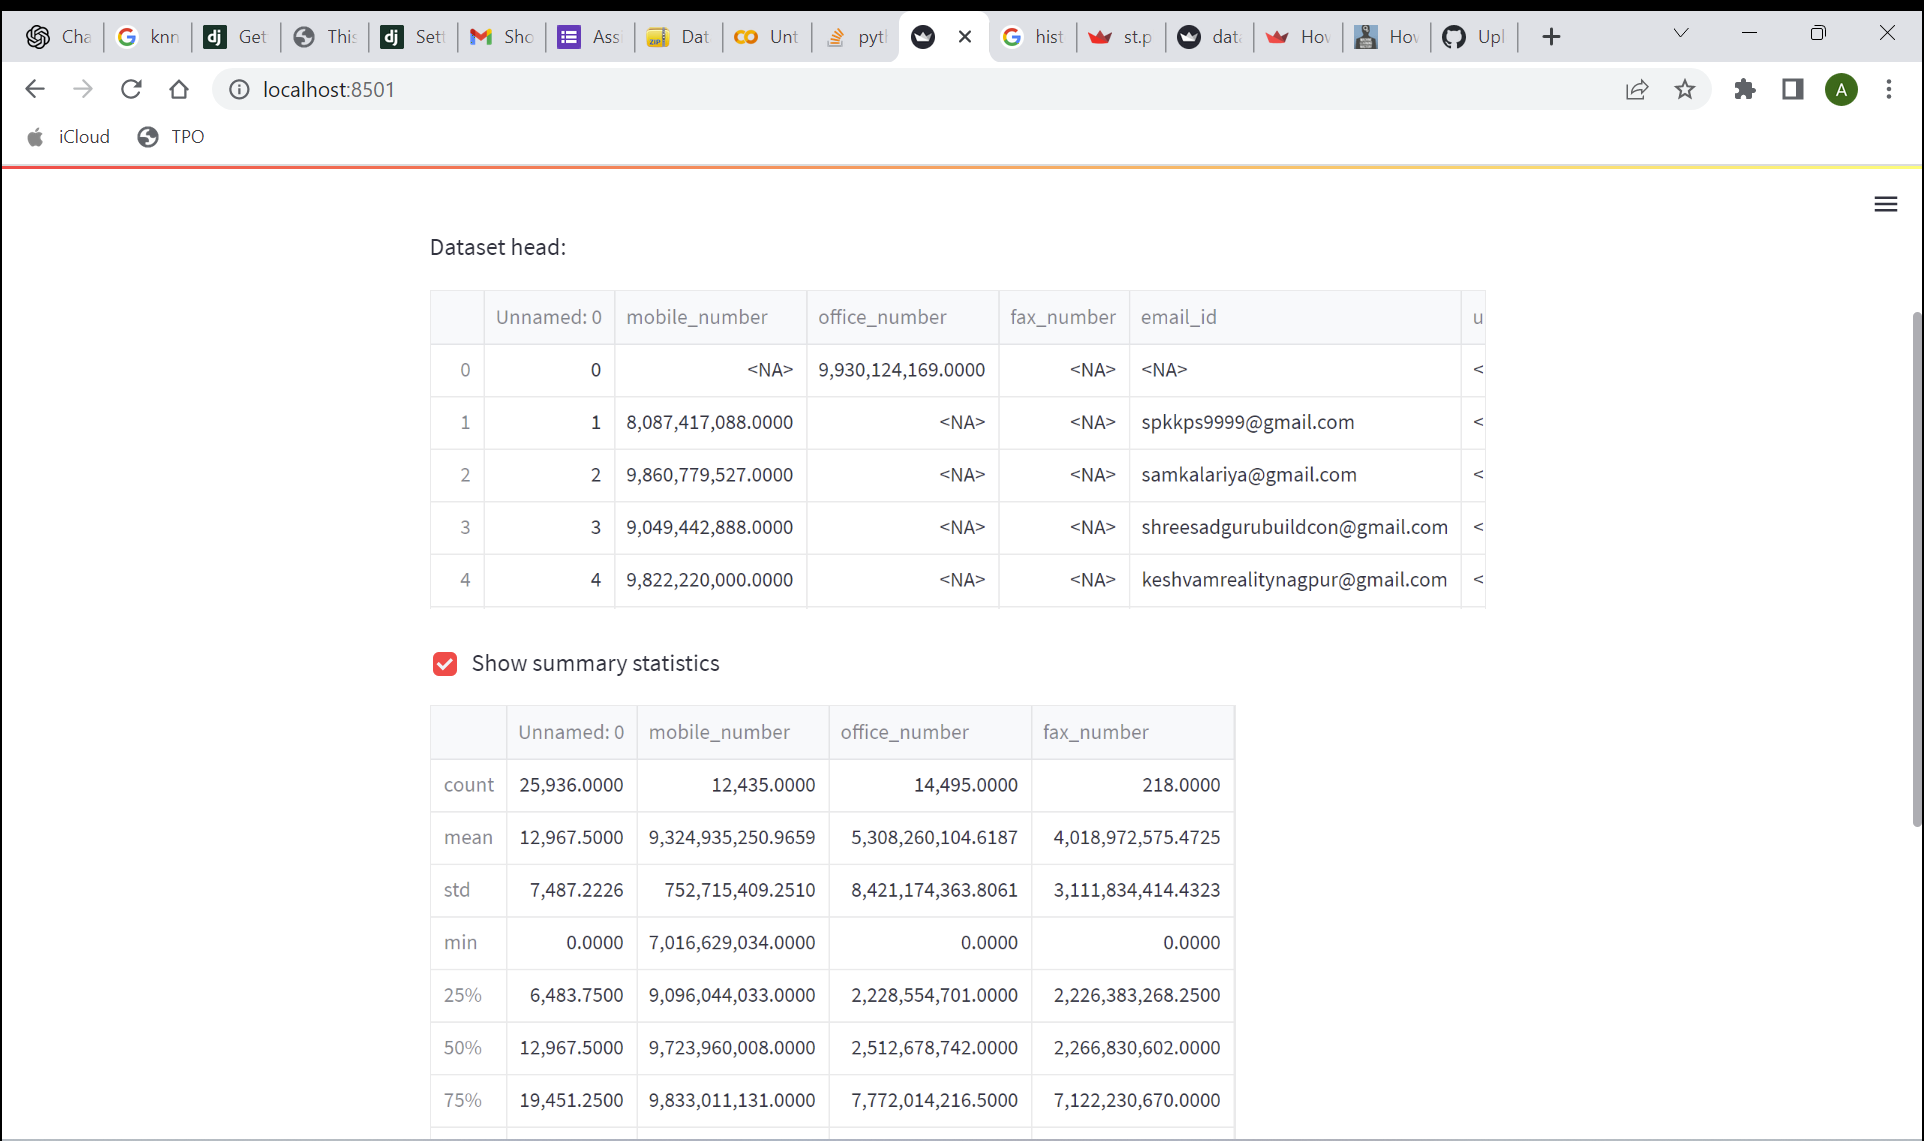 Cha knn Get This Set Sho Ass Dat Unt pyt hist st.p dat How How Upl
localhost:8501 A
iCloud TPO
Dataset head:
Unnamed: 0 mobile_number office_number fax_number email_id u
0 0 <NA> 9,930,124,169.0000 <NA> <NA> <
1 1 8,087,417,088.0000 <NA> <NA> spkkps9999@gmail.com <
2 2 9,860,779,527.0000 <NA> <NA> samkalariya@gmail.com <
3 3 9,049,442,888.0000 <NA> <NA> shreesadgurubuildcon@gmail.com <
4 4 9,822,220,000.0000 <NA> <NA> keshvamrealitynagpur@gmail.com <
Show summary statistics
Unnamed: 0 mobile_number office_number fax_number
count 25,936.0000 12,435.0000 14,495.0000 218.0000
mean 12,967.5000 9,324,935,250.9659 5,308,260,104.6187 4,018,972,575.4725
std 7,487.2226 752,715,409.2510 8,421,174,363.8061 3,111,834,414.4323
min 0.0000 7,016,629,034.0000 0.0000 0.0000
25% 6,483.7500 9,096,044,033.0000 2,228,554,701.0000 2,226,383,268.2500
50% 12,967.5000 9,723,960,008.0000 2,512,678,742.0000 2,266,830,602.0000
75% 19,451.2500 9,833,011,131.0000 7,772,014,216.5000 7,122,230,670.0000